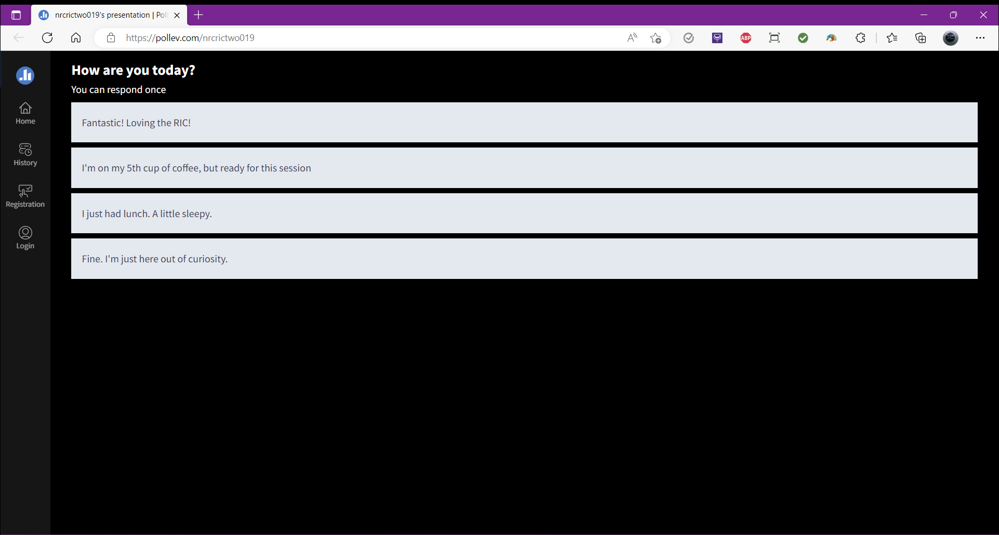 nrcrictwo019's presentation | Pol
https://pollev.com/nrcrictwo019
ABP
How are you today?
You can respond once
Home
History
Registration
Login
Fantastic! Loving the RIC!
I'm on my 5th cup of coffee, but ready for this session
I just had lunch. A little sleepy.
Fine. I'm just here out of curiosity.